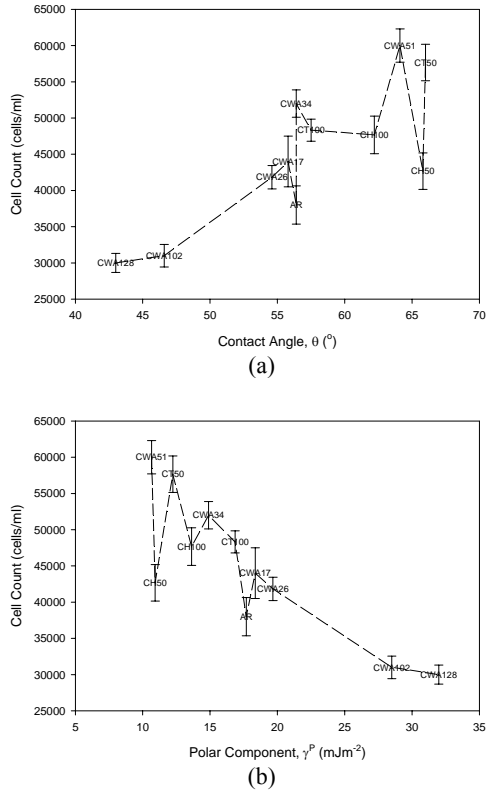 65000
60000
55000
50000
45000
40000
35000
30000
25000
Cell Count (cells/ml)
CWA51
CT50
CWA34
CT100
CH100
CWA17
CH50
CWA26
AR
CWA102
CWA128
40 45 50 55 60 65 70
Contact Angle, θ (o)
(a)
65000
60000
55000
50000
45000
40000
35000
30000
25000
Cell Count (cells/ml)
CWA51
CT50
CWA34
CT100
CH100
CWA17
CH50
CWA26
AR
CWA102
CWA128
5 10 15 20 25 30 35
Polar Component, γP (mJm-2)
(b)